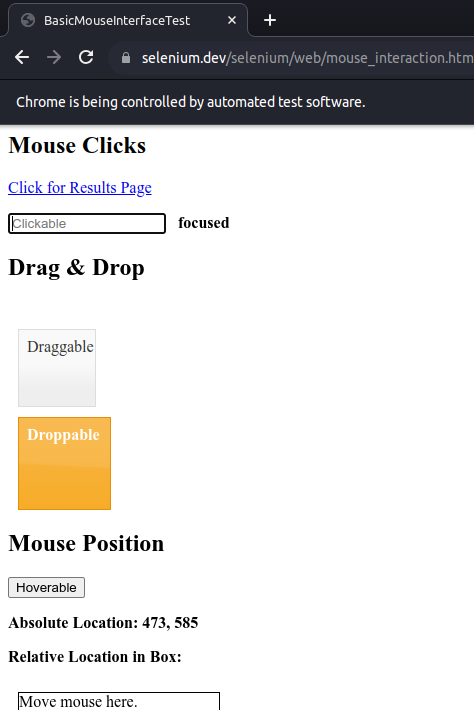 BasicMouseInterfaceTest
selenium.dev/selenium/web/mouse_interaction.htm
Chrome is being controlled by automated test software.
Mouse Clicks
Click for Results Page
Clickable focused
Drag & Drop
Draggable
Droppable
Mouse Position
Hoverable
Absolute Location: 473, 585
Relative Location in Box:
Move mouse here.